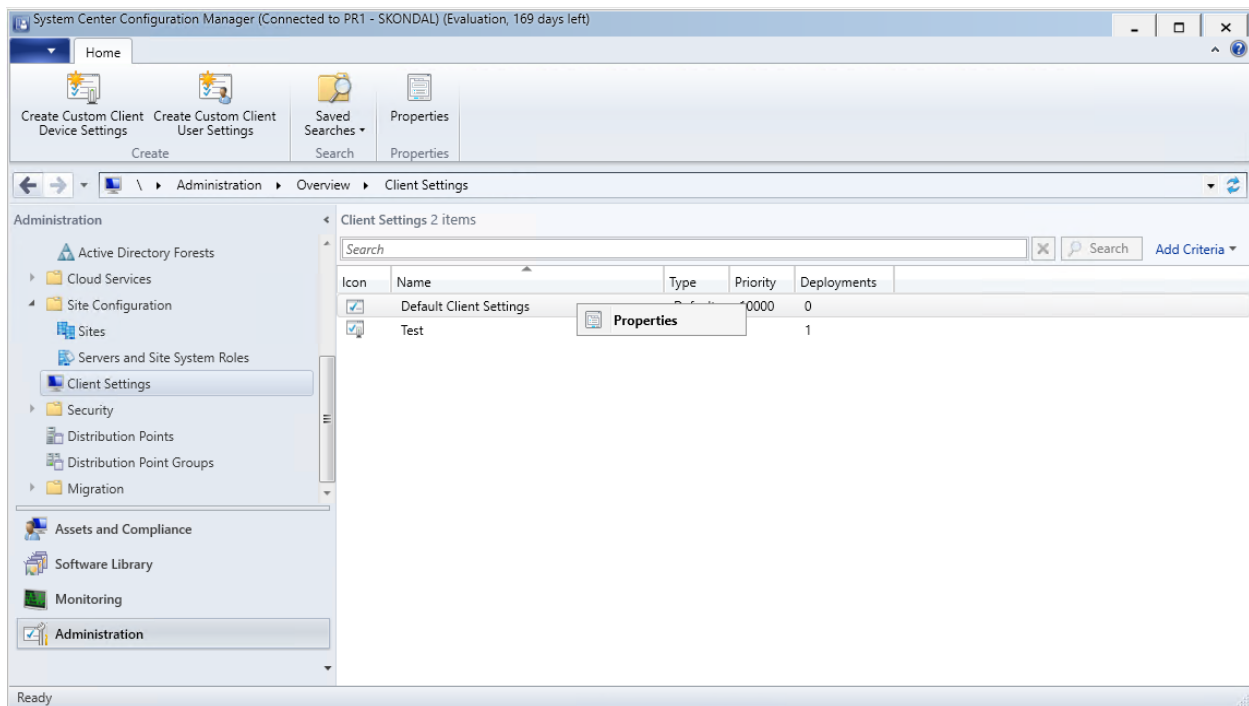 System Center Configuration Manager (Connected to PR1 - SKONDAL) (Evaluation, 169 days left)
Home
Create Custom Client Device Settings
Create Custom Client User Settings
Saved Searches
Properties
Create
Search
Properties
\ Administration Overview Client Settings
Administration
Active Directory Forests
Cloud Services
Site Configuration
Sites
Servers and Site System Roles
Client Settings
Security
Distribution Points
Distribution Point Groups
Migration
Assets and Compliance
Software Library
Monitoring
Administration
Client Settings 2 items
Search
Search
Add Criteria
Icon Name Type Priority Deployments
Default Client Settings 0
Properties
Test 1
Ready